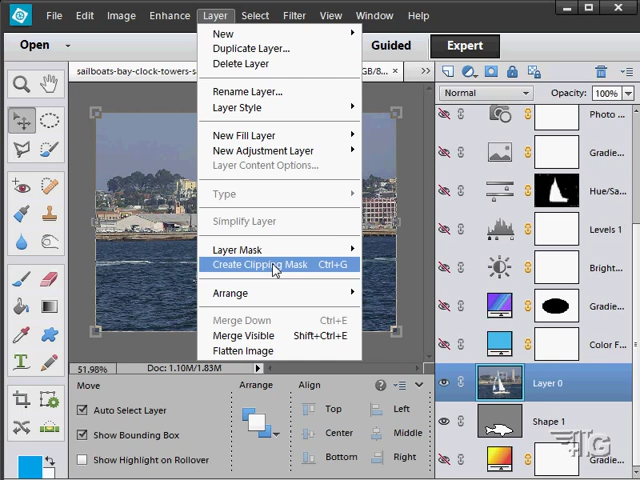 File Edit Image Enhance Layer Select Filter View Window Help
Open Guided Expert
sailboats-bay-clock-towers-s GB/8...
New
Duplicate Layer...
Delete Layer
Rename Layer...
Layer Style
New Fill Layer
New Adjustment Layer
Layer Content Options...
Type
Simplify Layer
Layer Mask
Create Clipping Mask Ctrl+G
Arrange
Merge Down Ctrl+E
Merge Visible Shift+Ctrl+E
Flatten Image
Normal Opacity: 100%
Photo ...
Gradie...
Hue/Sa...
Levels 1
Bright...
Gradie...
Color F...
Layer 0
Shape 1
Gradie...
51.98% Doc: 1.10M/1.83M
Move Arrange Align
Auto Select Layer
Show Bounding Box
Show Highlight on Rollover
Top Left
Center Middle
Bottom Right
TG